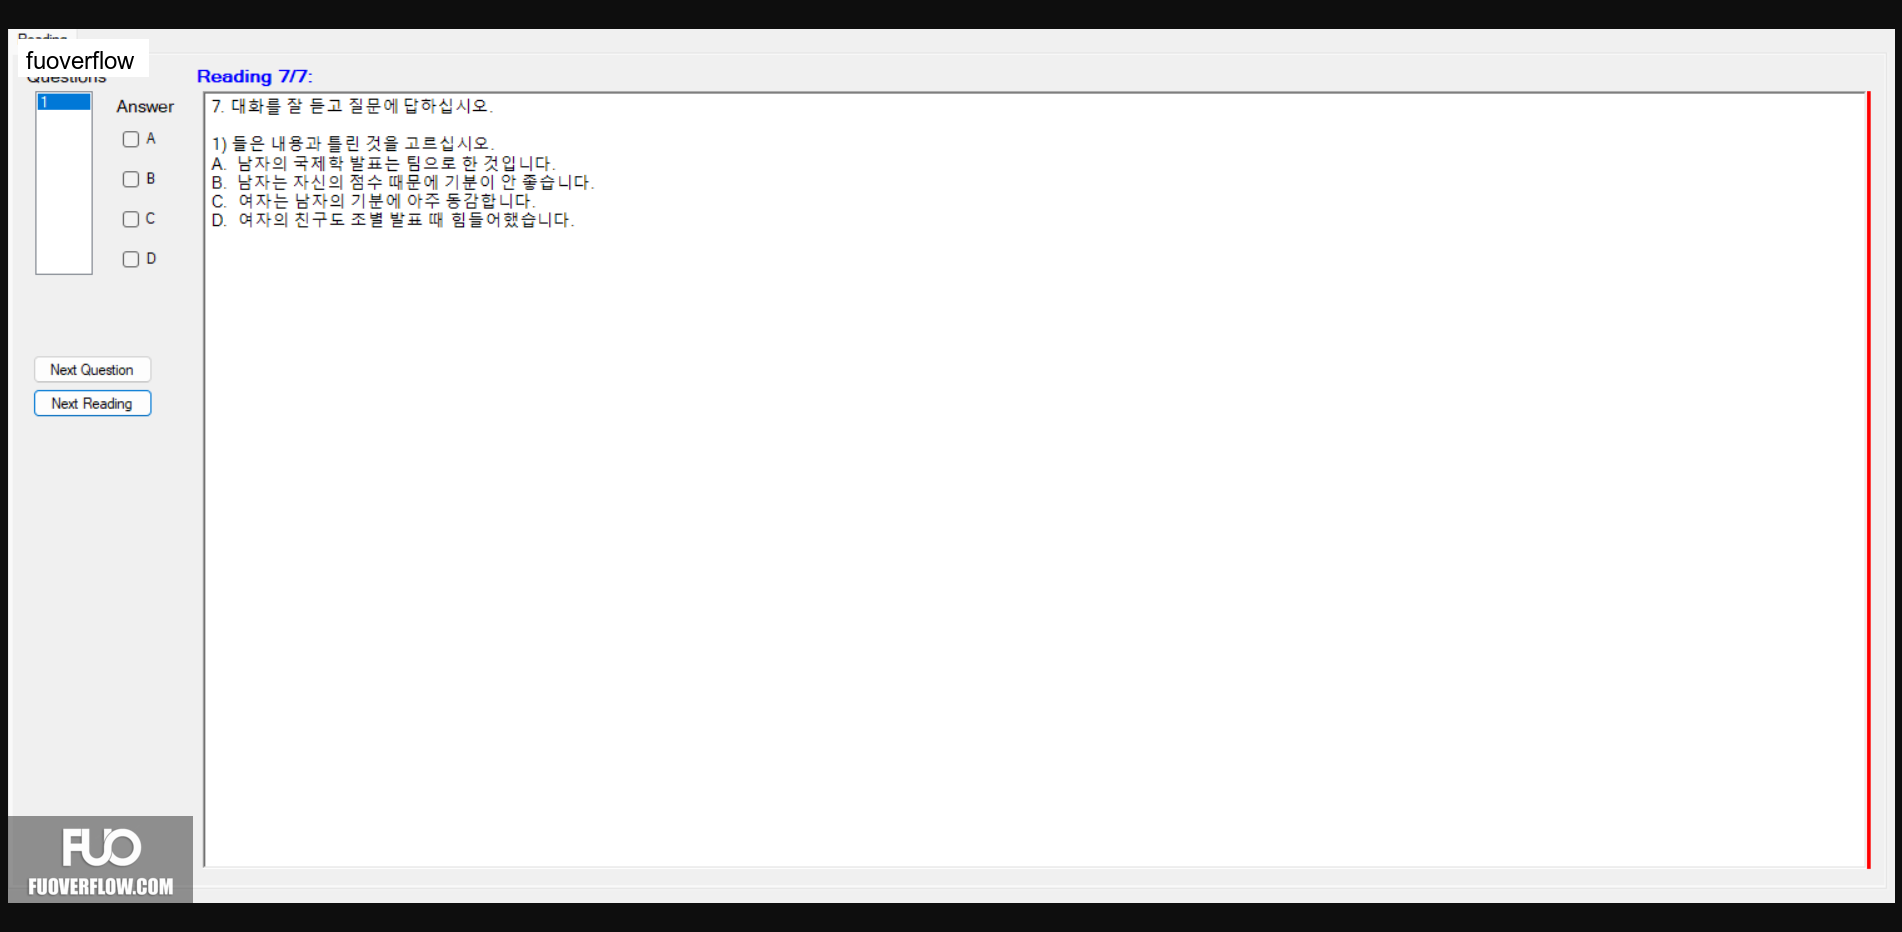 Reading
fuoverflow
Questions
Reading 7/7:
1
Answer
A
B
C
D
7. 대화를 잘 듣고 질문에 답하십시오.
1) 들은 내용과 틀린 것을 고르십시오.
A. 남자의 국제학 발표는 팀으로 한 것입니다.
B. 남자는 자신의 점수 때문에 기분이 안 좋습니다.
C. 여자는 남자의 기분에 아주 동감합니다.
D. 여자의 친구도 조별 발표 때 힘들어했습니다.
Next Question
Next Reading
FUO
FUOVERFLOW.COM